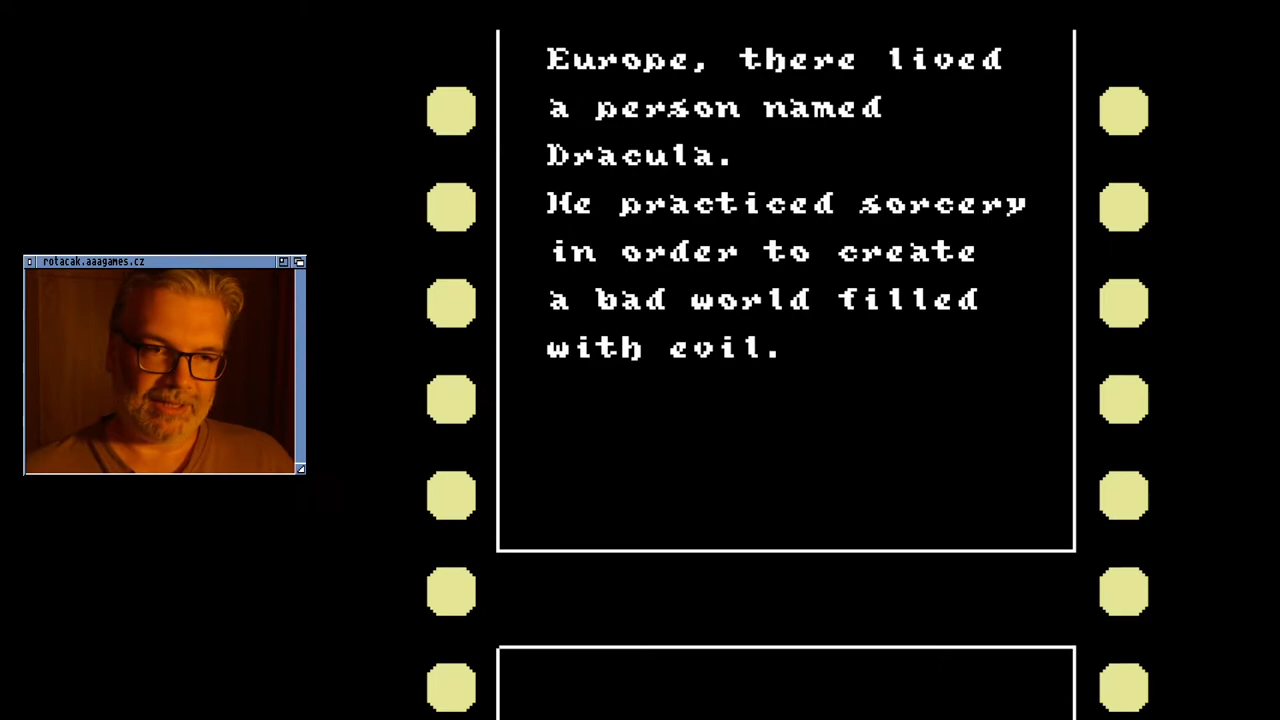 Europe, there lived
a person named
Dracula.
He practiced sorcery
in order to create
a bad world filled
with evil.
rotacak.aaagames.cz